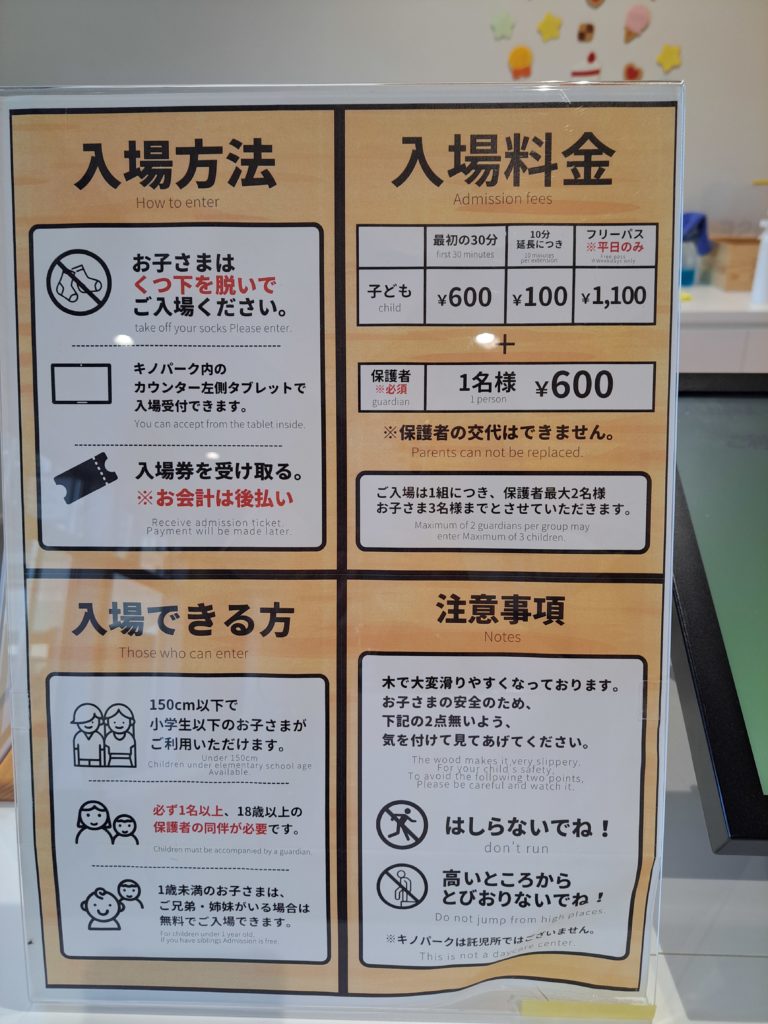 入場方法
How to enter
お子さまは
くつ下を脱いで
ご入場ください。
take off your socks Please enter.
キノパーク内の
カウンター左側タブレットで
入場受付できます。
You can accept from the tablet inside.
入場券を受け取る。
※お会計は後払い
Receive admission ticket.
Payment will be made later.
入場料金
Admission fees
最初の30分
first 30 minutes
10分
延長につき
10 minutes
per extension
フリーパス
※平日のみ
Free pass
※Weekdays only
子ども
child
¥600
¥100
¥1,100
+
保護者
※必須
guardian
1名様
1 person
¥600
※保護者の交代はできません。
Parents can not be replaced.
ご入場は1組につき、保護者最大2名様
お子さま3名様までとさせていただきます。
Maximum of 2 guardians per group may
enter Maximum of 3 children.
入場できる方
Those who can enter
150cm以下で
小学生以下のお子さまが
ご利用いただけます。
Under 150cm
Children under elementary school age
Available.
必ず1名以上、18歳以上の
保護者の同伴が必要です。
Children must be accompanied by a guardian.
1歳未満のお子さまは、
ご兄弟・姉妹がいる場合は
無料でご入場できます。
For children under 1 year old,
If you have siblings Admission is free.
注意事項
Notes
木で大変滑りやすくなっております。
お子さまの安全のため、
下記の2点無いよう、
気を付けて見てあげてください。
The wood makes it very slippery.
For your child s safety,
To avoid the following two points,
Please be careful and watch it.
はしらないでね！
don't run
高いところから
とびおりないでね！
Do not jump from high places.
※キノパークは託児所ではございません。
This is not a daycare center.